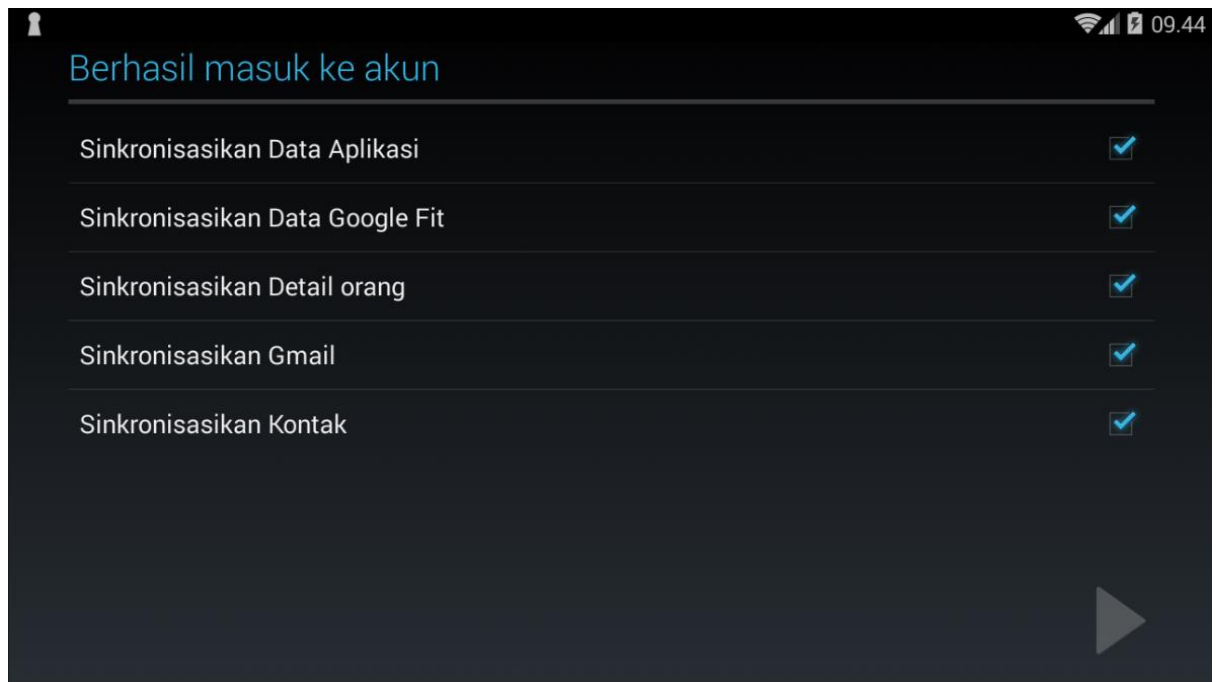 09.44
Berhasil masuk ke akun
Sinkronisasikan Data Aplikasi
Sinkronisasikan Data Google Fit
Sinkronisasikan Detail orang
Sinkronisasikan Gmail
Sinkronisasikan Kontak